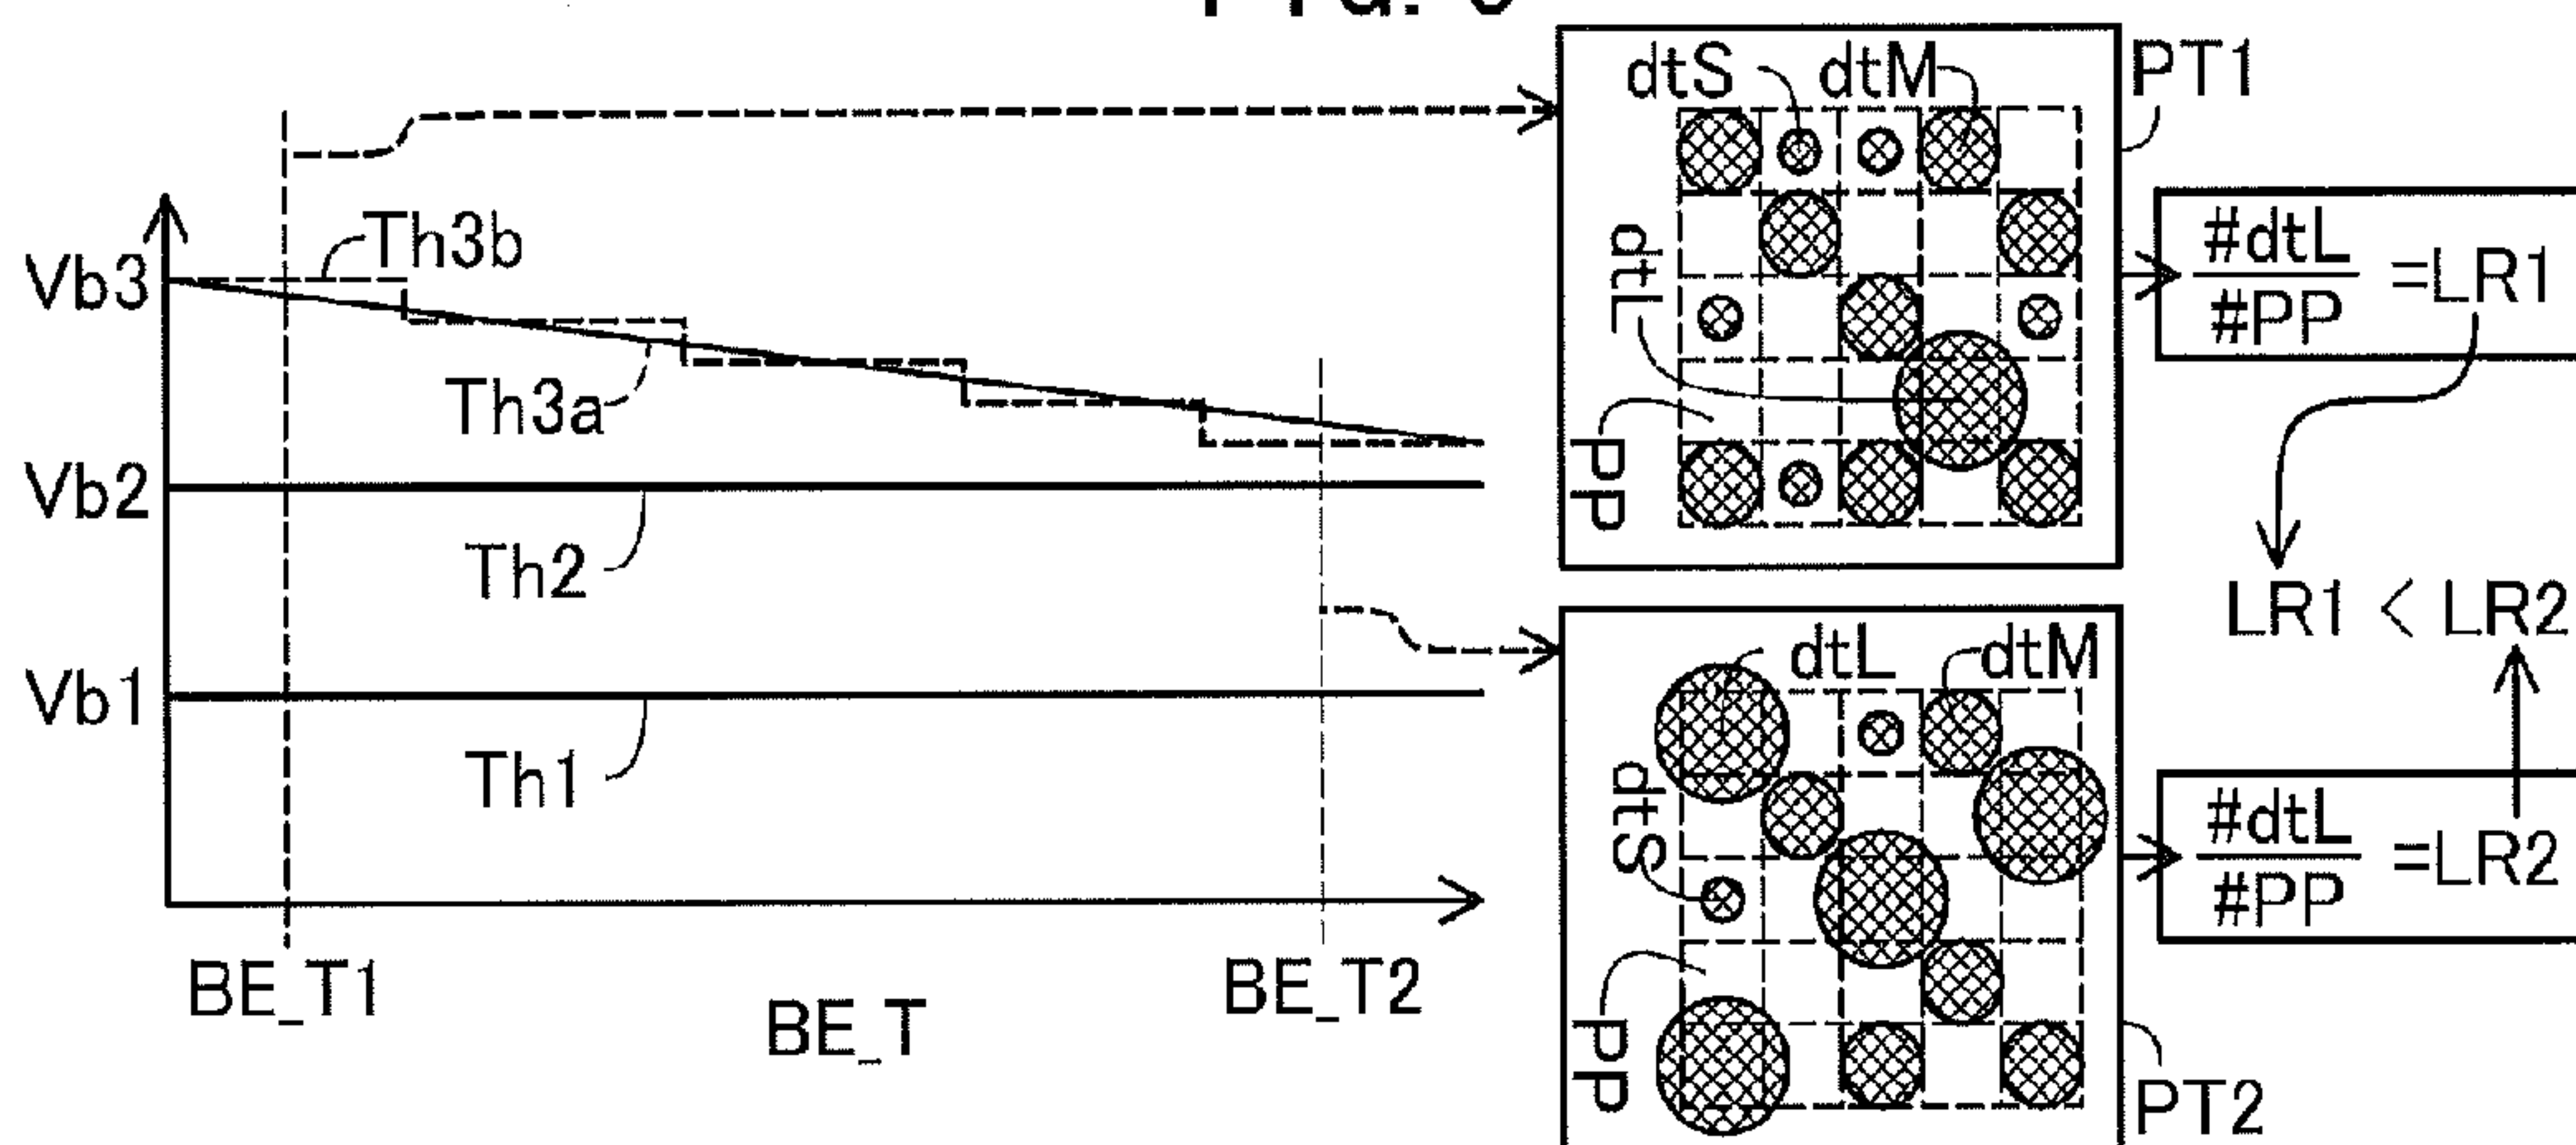 Vb3
Th3b
Th3a
Vb2
Th2
Vb1
Th1
BE_T1
BE_T
BE_T2
dtS
dtM
PT1
dtL
PP
#dtL
#PP
=LR1
LR1 < LR2
dtL
dtM
dtS
PP
PT2
#dtL
#PP
=LR2